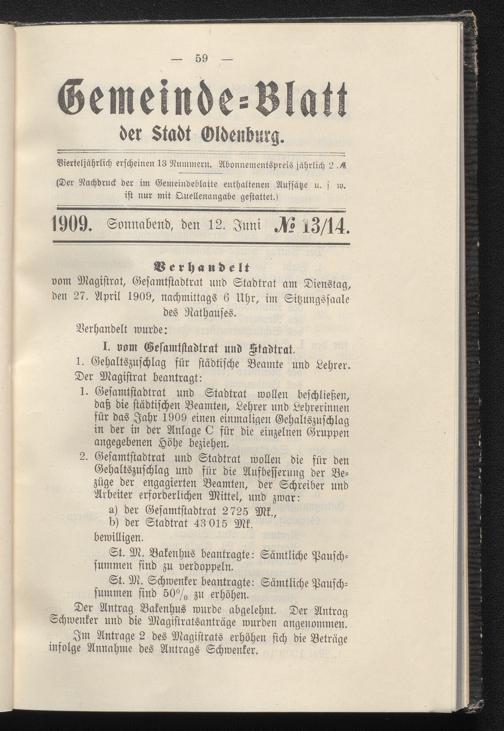 — 59 —
Gemeinde=Blatt
der Stadt Oldenburg.
Vierteljährlich erscheinen 13 Nummern. Abonnementspreis jährlich 2 ℳ
(Der Nachdruck der im Gemeindeblatte enthaltenen Aufsätze u. s w.
ist nur mit Quellenangabe gestattet.)
1909. Sonnabend, den 12. Juni № 13/14.
Verhandelt
vom Magistrat, Gesamtstadtrat und Stadtrat am Dienstag,
den 27. April 1909, nachmittags 6 Uhr, im Sitzungssaale
des Rathauses.
Verhandelt wurde:
I. vom Gesamtstadtrat und Stadtrat.
1. Gehaltszuschlag für städtische Beamte und Lehrer.
Der Magistrat beantragt:
1. Gesamtstadtrat und Stadtrat wollen beschließen,
daß die städtischen Beamten, Lehrer und Lehrerinnen
für das Jahr 1909 einen einmaligen Gehaltszuschlag
in der in der Anlage C für die einzelnen Gruppen
angegebenen Höhe beziehen.
2. Gesamtstadtrat und Stadtrat wollen die für den
Gehaltszuschlag und für die Aufbesserung der Be-
züge der engagierten Beamten, der Schreiber und
Arbeiter erforderlichen Mittel, und zwar:
a) der Gesamtstadtrat 2725 Mk.,
b) der Stadtrat 43 015 Mk.
bewilligen.
St. M. Bakenhus beantragte: Sämtliche Pausch-
summen sind zu verdoppeln.
St. M. Schwenker beantragte: Sämtliche Pausch-
summen sind 50% zu erhöhen.
Der Antrag Bakenhus wurde abgelehnt. Der Antrag
Schwenker und die Magistratsanträge wurden angenommen.
Im Antrage 2 des Magistrats erhöhen sich die Beträge
infolge Annahme des Antrags Schwenker.